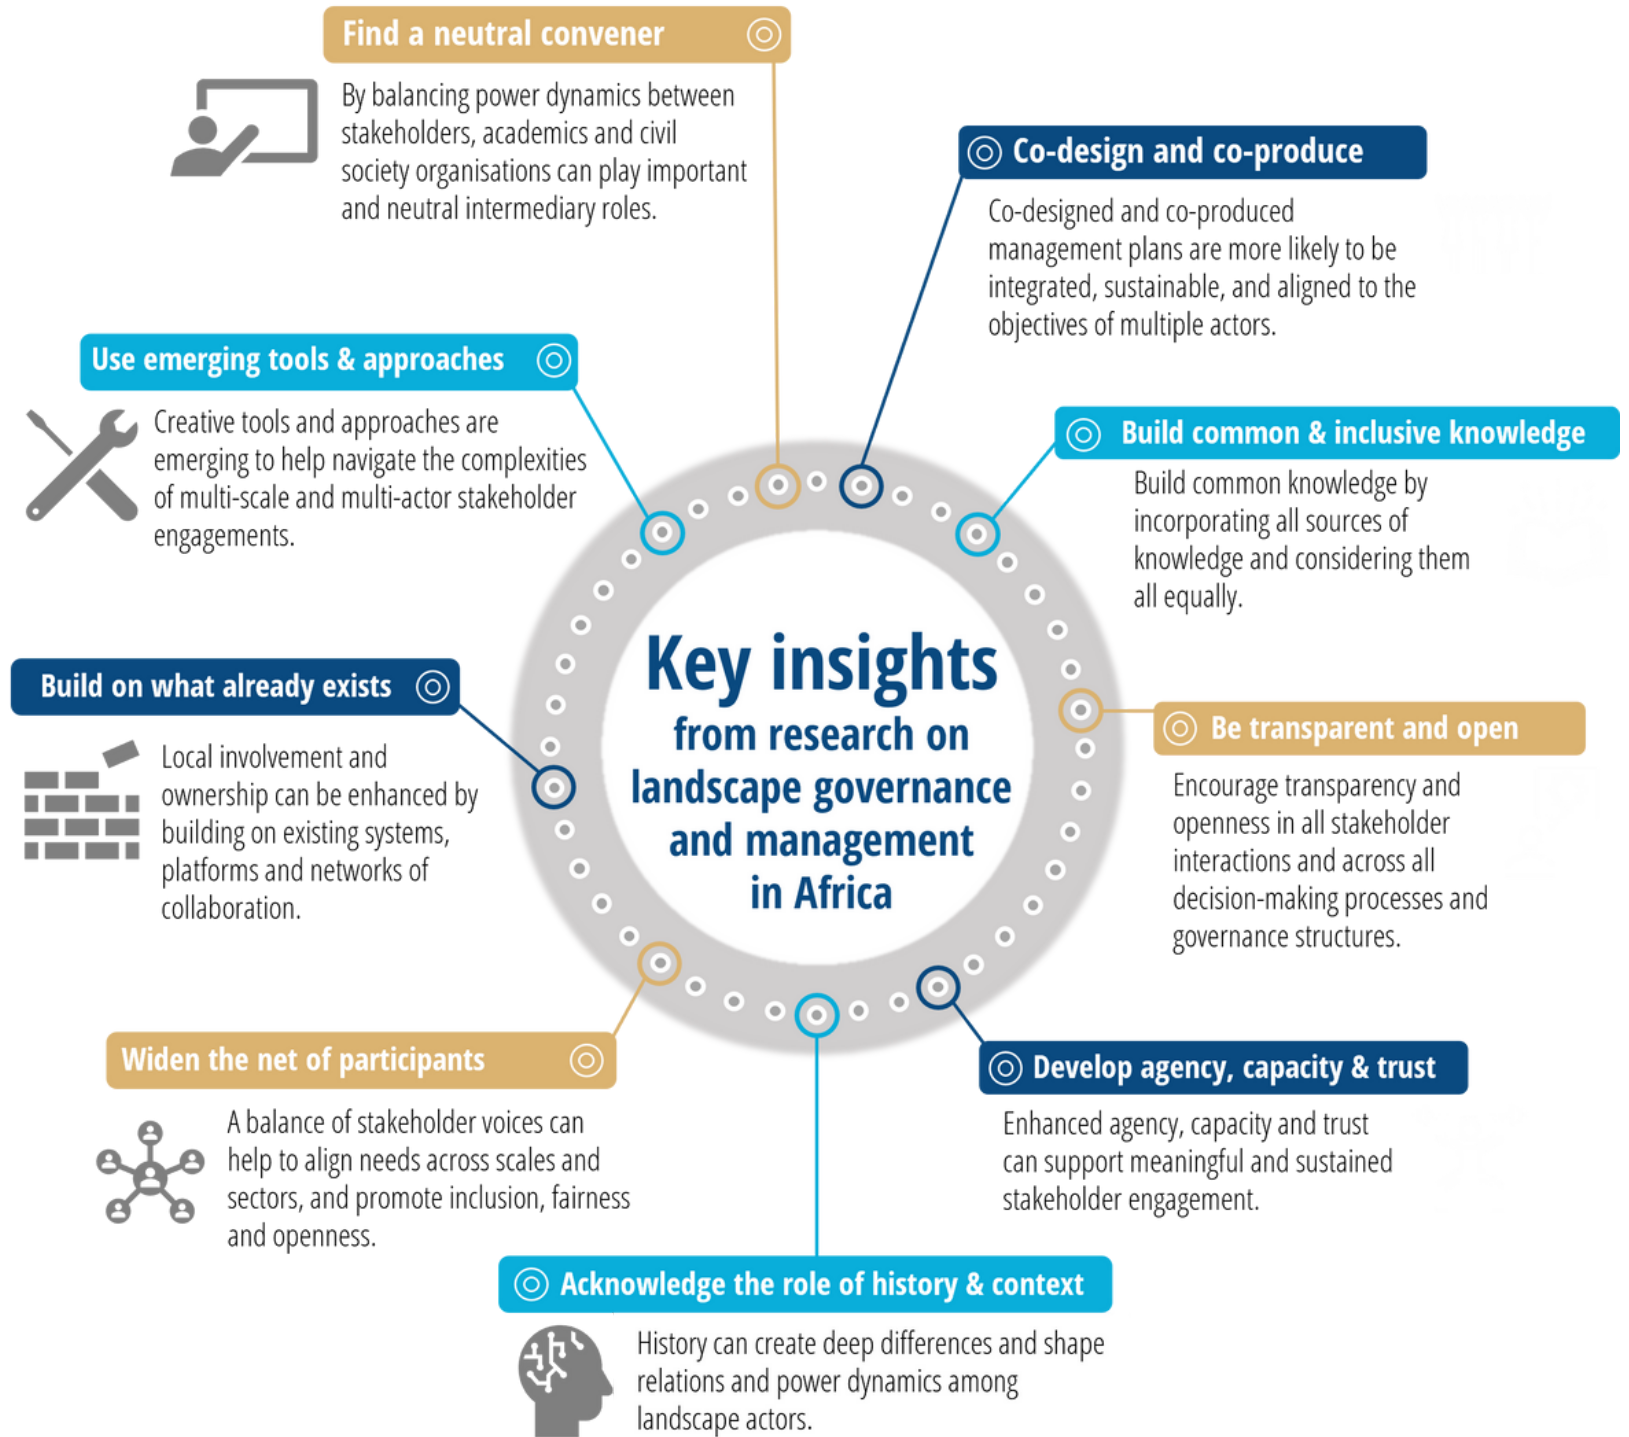 Find a neutral convener
By balancing power dynamics between
stakeholders, academics and civil
society organisations can play important
and neutral intermediary roles.
Co-design and co-produce
Co-designed and co-produced
management plans are more likely to be
integrated, sustainable, and aligned to the
objectives of multiple actors.
Use emerging tools & approaches
Creative tools and approaches are
emerging to help navigate the complexities
of multi-scale and multi-actor stakeholder
engagements.
Build common & inclusive knowledge
Build common knowledge by
incorporating all sources of
knowledge and considering them
all equally.
Key insights
from research on
landscape governance
and management
in Africa
Build on what already exists
Local involvement and
ownership can be enhanced by
building on existing systems,
platforms and networks of
collaboration.
Be transparent and open
Encourage transparency and
openness in all stakeholder
interactions and across all
decision-making processes and
governance structures.
Widen the net of participants
A balance of stakeholder voices can
help to align needs across scales and
sectors, and promote inclusion, fairness
and openness.
Develop agency, capacity & trust
Enhanced agency, capacity and trust
can support meaningful and sustained
stakeholder engagement.
Acknowledge the role of history & context
History can create deep differences and shape
relations and power dynamics among
landscape actors.